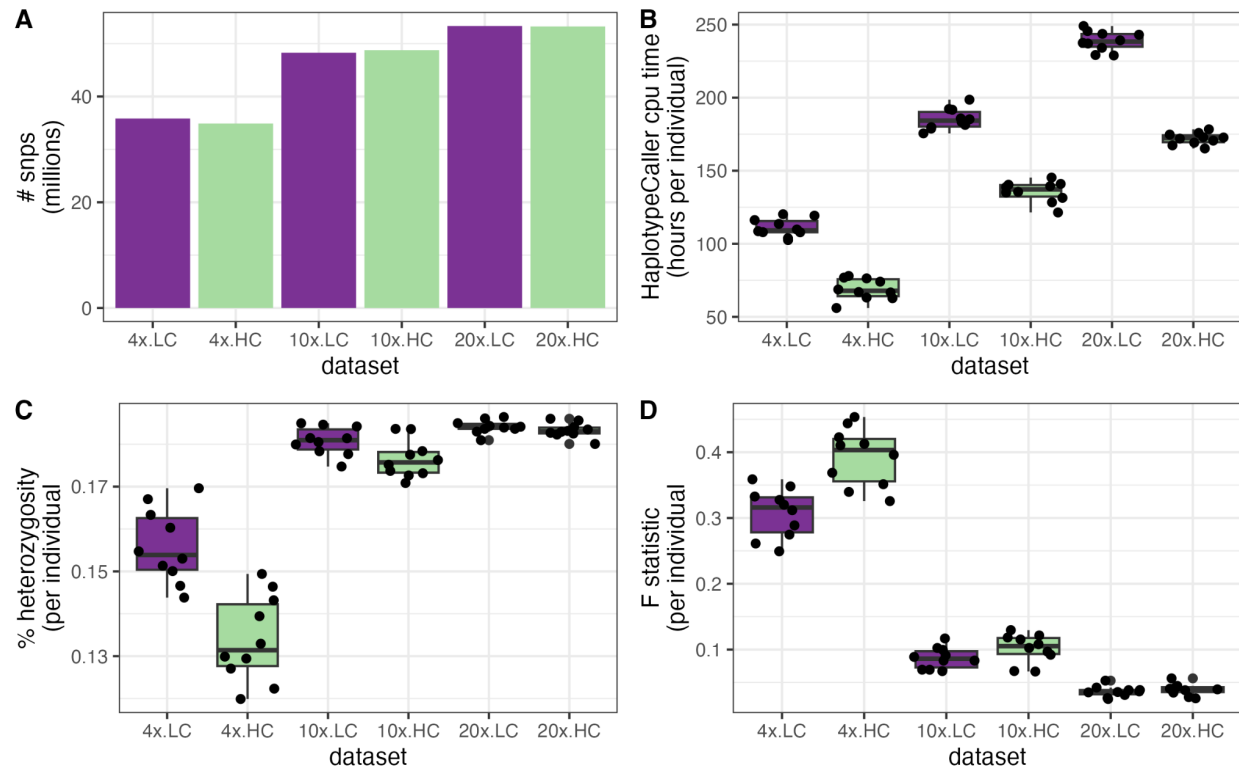 A
# snps
(millions)
40
20
0
4x.LC 4x.HC 10x.LC 10x.HC 20x.LC 20x.HC
dataset
B
HaplotypeCaller cpu time
(hours per individual)
250
200
150
100
50
4x.LC 4x.HC 10x.LC 10x.HC 20x.LC 20x.HC
dataset
C
% heterozygosity
(per individual)
0.17
0.15
0.13
4x.LC 4x.HC 10x.LC 10x.HC 20x.LC 20x.HC
dataset
D
F statistic
(per individual)
0.4
0.3
0.2
0.1
4x.LC 4x.HC 10x.LC 10x.HC 20x.LC 20x.HC
dataset